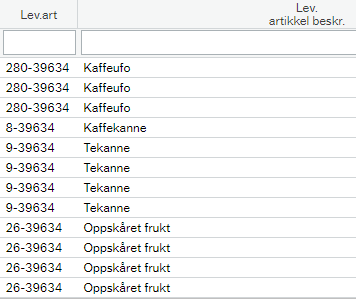 Lev.art Lev.
artikkel beskr.
280-39634 Kaffeufo
280-39634 Kaffeufo
280-39634 Kaffeufo
8-39634 Kaffekanne
9-39634 Tekanne
9-39634 Tekanne
9-39634 Tekanne
9-39634 Tekanne
26-39634 Oppskåret frukt
26-39634 Oppskåret frukt
26-39634 Oppskåret frukt
26-39634 Oppskåret frukt